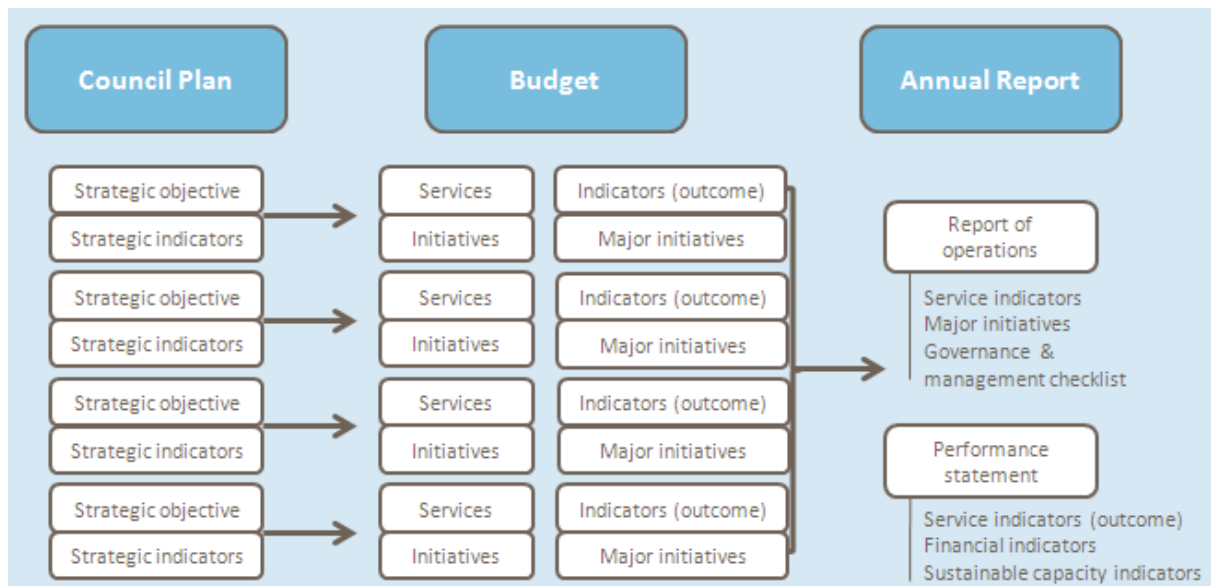 Council Plan
Budget
Annual Report
Strategic objective
Strategic indicators
Services
Initiatives
Indicators (outcome)
Major initiatives
Strategic objective
Strategic indicators
Services
Initiatives
Indicators (outcome)
Major initiatives
Strategic objective
Strategic indicators
Services
Initiatives
Indicators (outcome)
Major initiatives
Strategic objective
Strategic indicators
Services
Initiatives
Indicators (outcome)
Major initiatives
Report of
operations
Service indicators
Major initiatives
Governance &
management checklist
Performance
statement
Service indicators (outcome)
Financial indicators
Sustainable capacity indicators